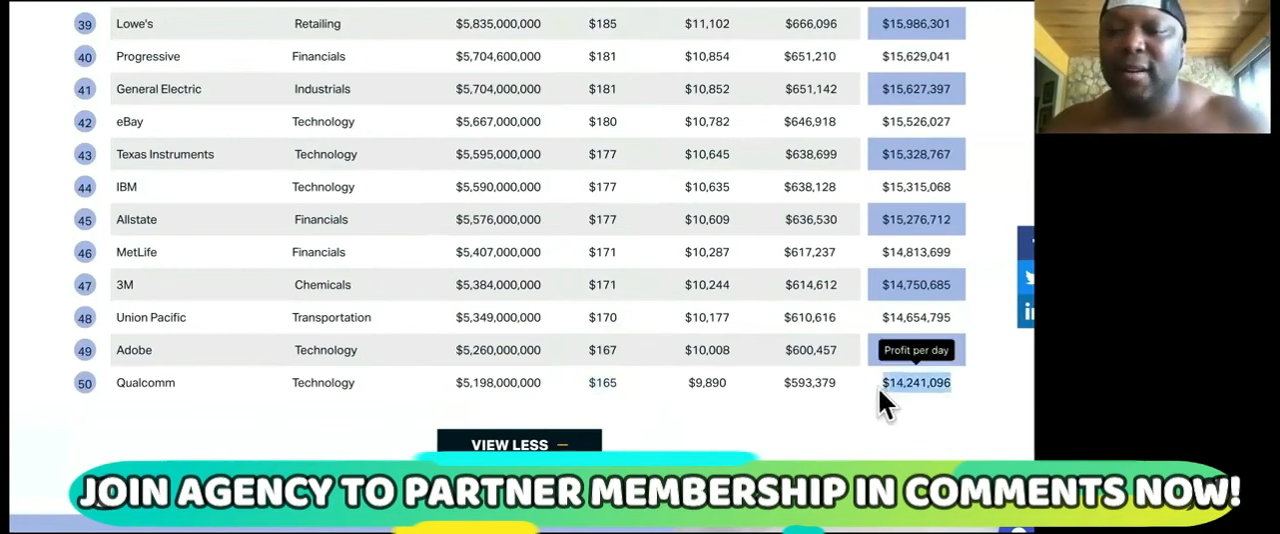 39 Lowe's Retailing $5,835,000,000 $185 $11,102 $666,096 $15,986,301
40 Progressive Financials $5,704,600,000 $181 $10,854 $651,210 $15,629,041
41 General Electric Industrials $5,704,000,000 $181 $10,852 $651,142 $15,627,397
42 eBay Technology $5,667,000,000 $180 $10,782 $646,918 $15,526,027
43 Texas Instruments Technology $5,595,000,000 $177 $10,645 $638,699 $15,328,767
44 IBM Technology $5,590,000,000 $177 $10,635 $638,128 $15,315,068
45 Allstate Financials $5,576,000,000 $177 $10,609 $636,530 $15,276,712
46 MetLife Financials $5,407,000,000 $171 $10,287 $617,237 $14,813,699
47 3M Chemicals $5,384,000,000 $171 $10,244 $614,612 $14,750,685
48 Union Pacific Transportation $5,349,000,000 $170 $10,177 $610,616 $14,654,795
49 Adobe Technology $5,260,000,000 $167 $10,008 $600,457 Profit per day
50 Qualcomm Technology $5,198,000,000 $165 $9,890 $593,379 $14,241,096
VIEW LESS —
JOIN AGENCY TO PARTNER MEMBERSHIP IN COMMENTS NOW!